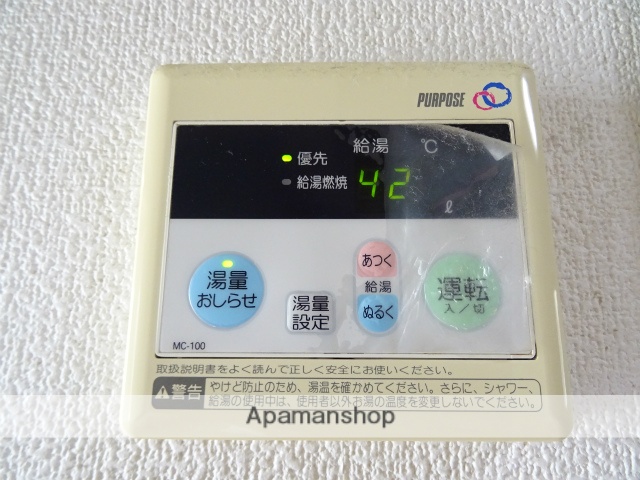 PURPOSE
給湯 ℃
優先
給湯燃焼
42
ℓ
湯量
おしらせ
湯量
設定
あつく
給湯
ぬるく
運転
入/切
MC-100
取扱説明書をよく読んで正しく安全にお使いください。
警告
やけど防止のため、湯温を確かめてください。さらに、シャワー、
給湯の使用中は、使用者以外お湯の温度を変更しないでください。
Apamanshop